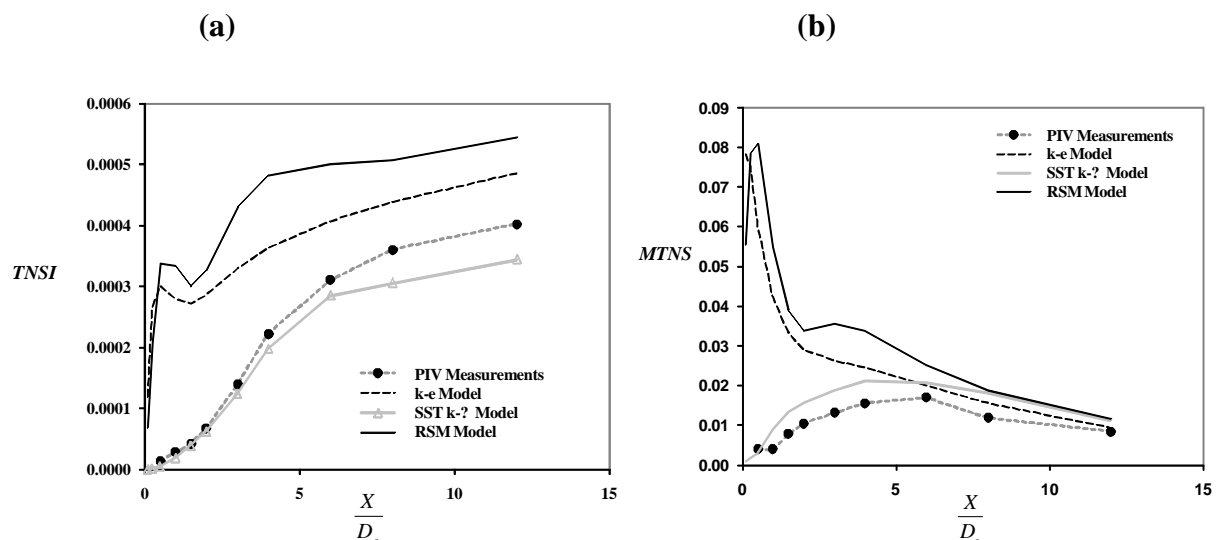 (a)
(b)
0.0006
0.0005
0.0004
0.0003
0.0002
0.0001
0.0000
TNSI
PIV Measurements
k-e Model
SST k-? Model
RSM Model
0
5
10
15
X
D
0.09
0.08
0.07
0.06
0.05
0.04
0.03
0.02
0.01
0.00
MTNS
PIV Measurements
k-e Model
SST k-? Model
RSM Model
0
5
10
15
X
D